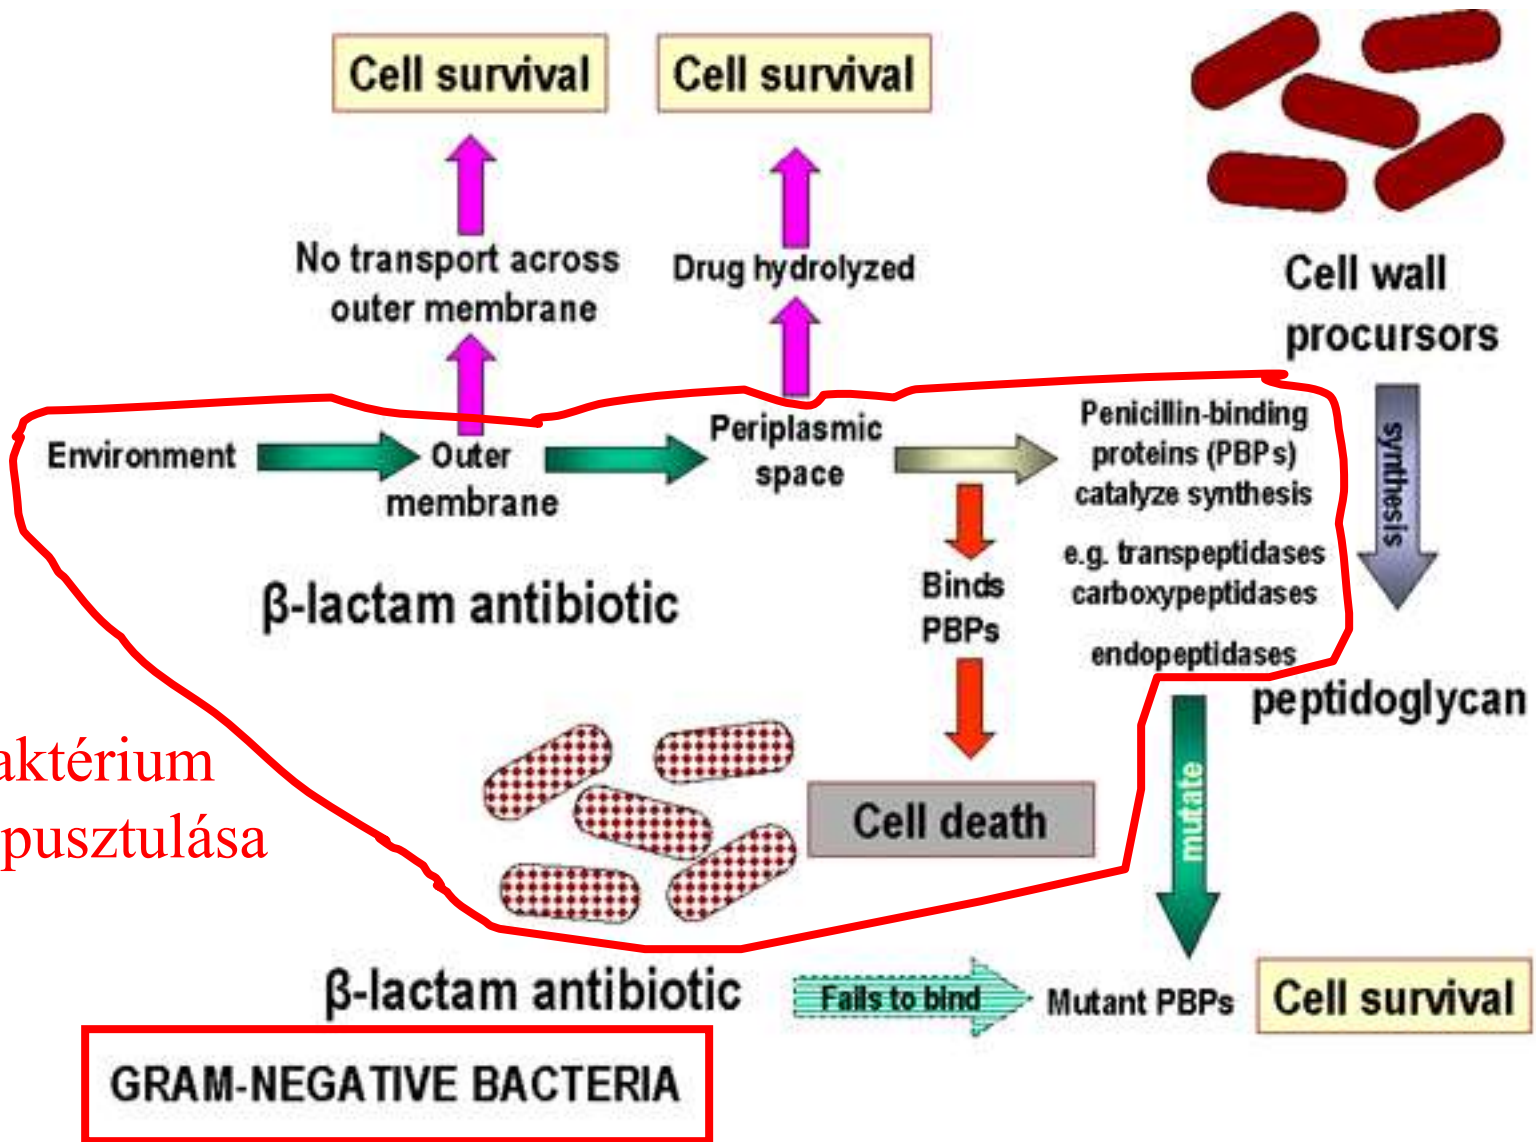 Cell survival
Cell survival
No transport across
outer membrane
Drug hydrolyzed
Cell wall
procursors
Environment
Outer
membrane
Periplasmic
space
Penicillin-binding
proteins (PBPs)
catalyze synthesis
e.g. transpeptidases
carboxypeptidases
endopeptidases
synthesis
β-lactam antibiotic
Binds
PBPs
peptidoglycan
aktérium
pusztulása
Cell death
mutate
β-lactam antibiotic
Fails to bind
Mutant PBPs
Cell survival
GRAM-NEGATIVE BACTERIA